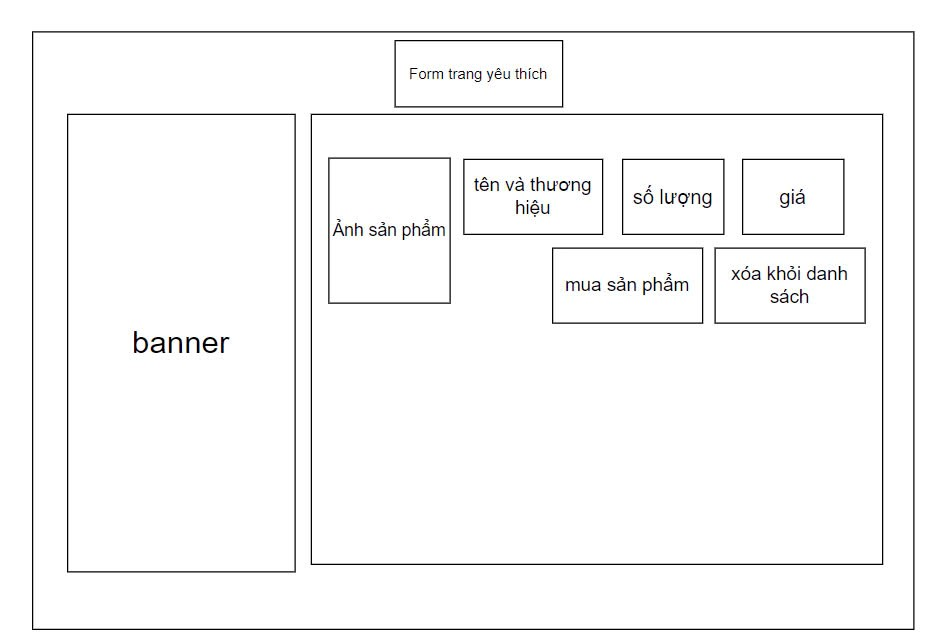 Form trang yêu thích
banner
Ảnh sản phẩm
tên và thương
hiệu
số lượng
giá
mua sản phẩm
xóa khỏi danh
sách